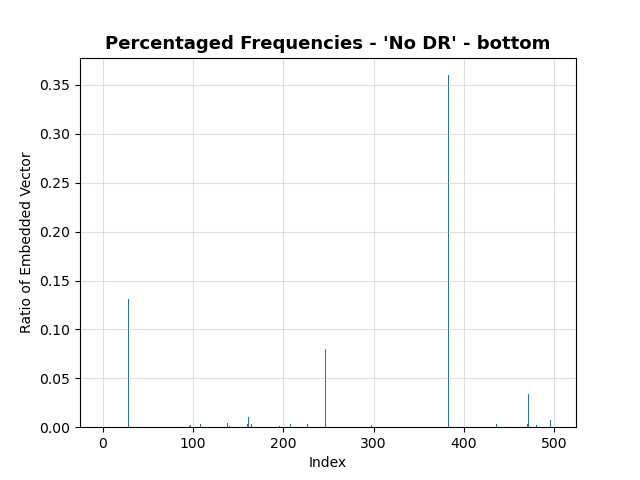 Percentaged Frequencies - 'No DR' - bottom
0.35
0.30
0.25
0.20
0.15
0.10
0.05
0.00
Ratio of Embedded Vector
0 100 200 300 400 500
Index